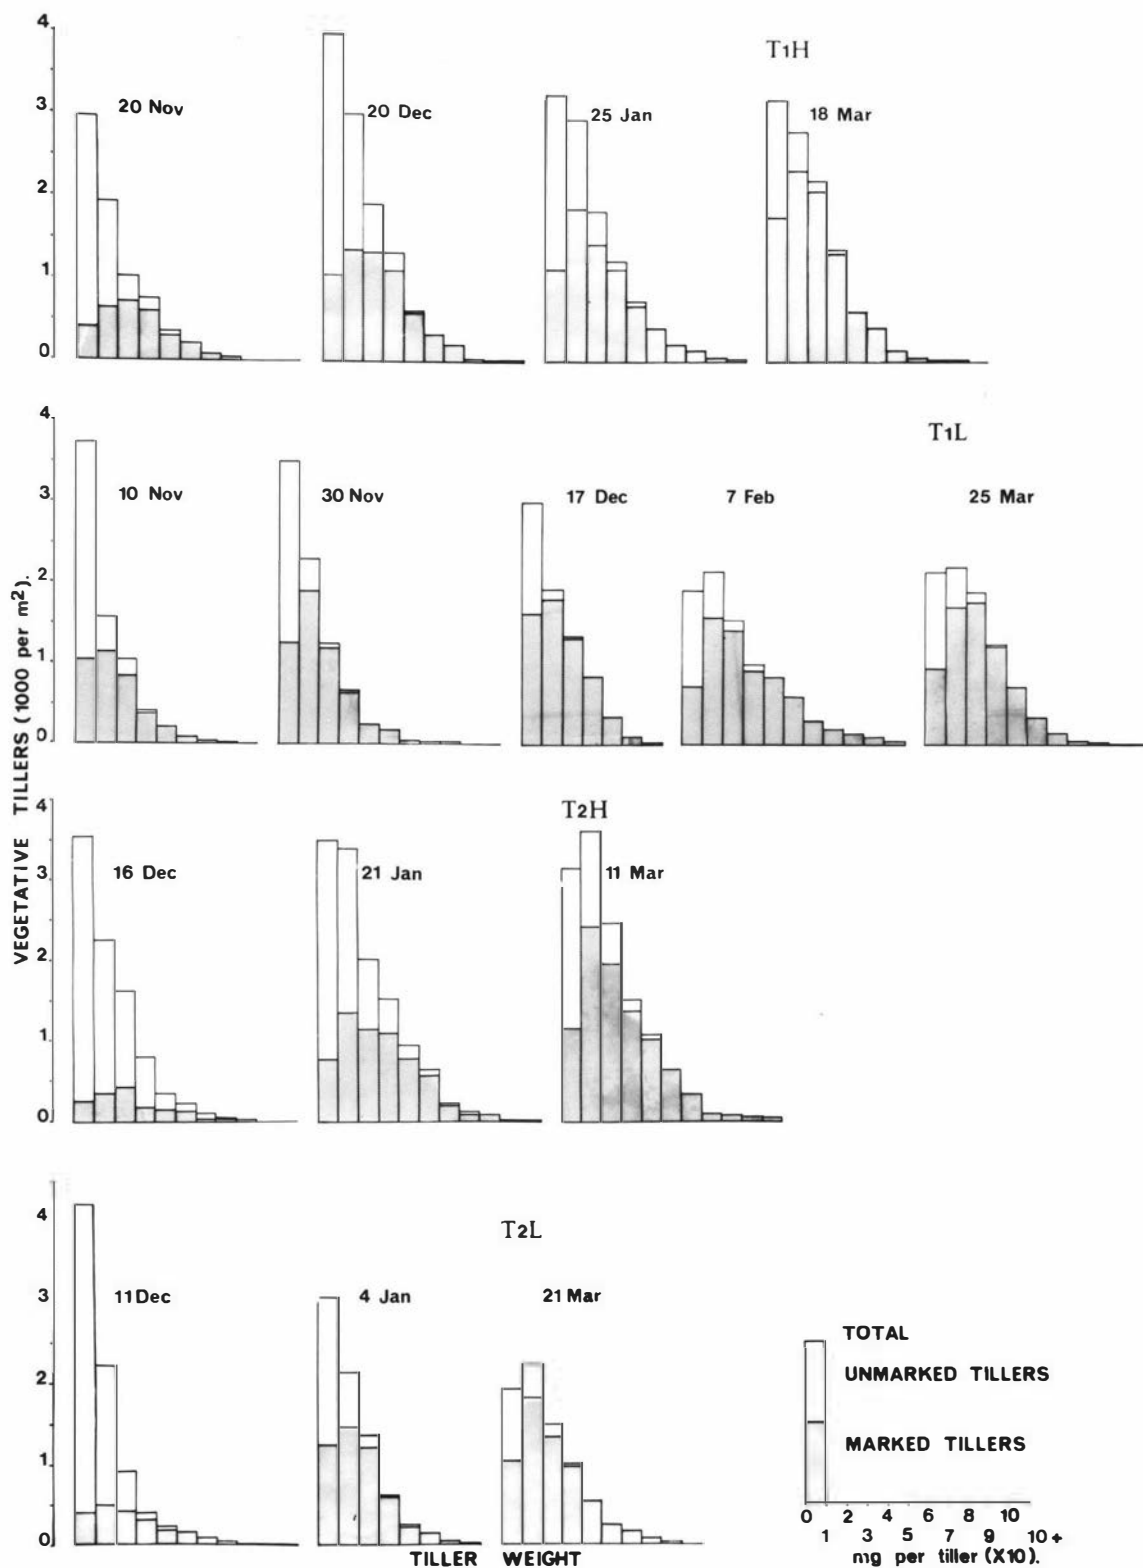 4
3
2
1
0
T1H
20 Nov
20 Dec
25 Jan
18 Mar
4
3
2
1
0
T1L
10 Nov
30 Nov
17 Dec
7 Feb
25 Mar
VEGETATIVE TILLERS (1000 per m²).
4
3
2
1
0
T2H
16 Dec
21 Jan
11 Mar
4
3
2
1
0
T2L
11 Dec
4 Jan
21 Mar
TOTAL
UNMARKED TILLERS
MARKED TILLERS
0 2 4 6 8 10
1 3 5 7 9 10+
mg per tiller (X10).
TILLER WEIGHT